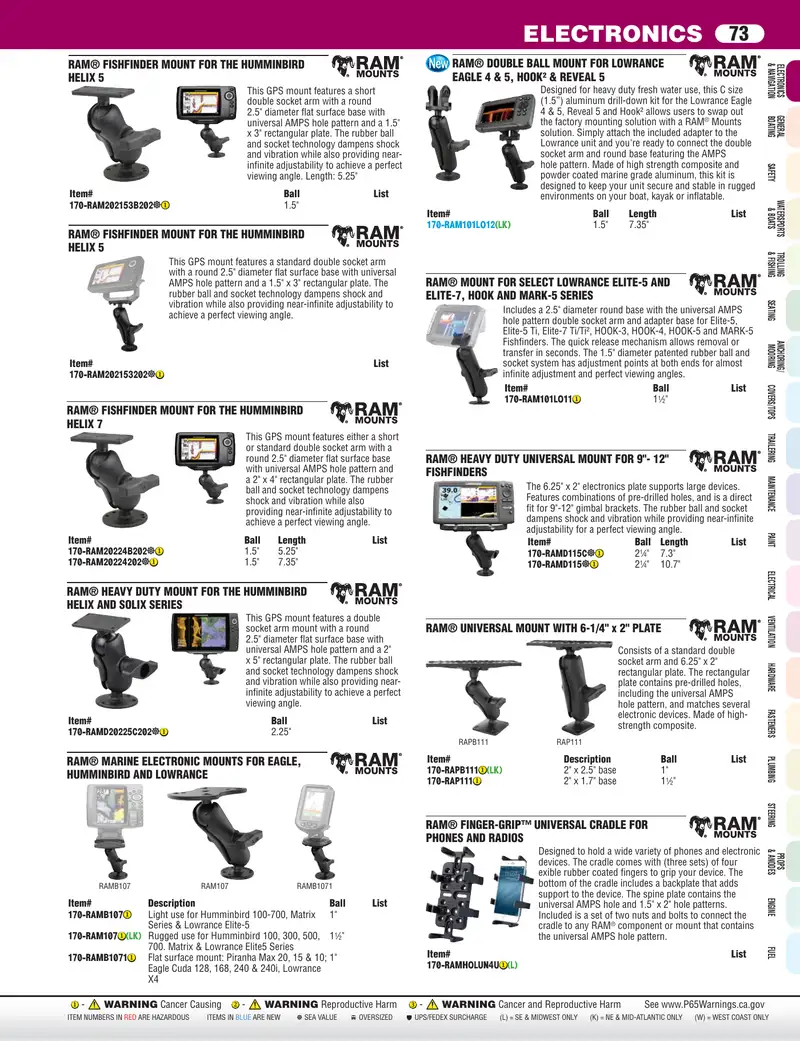 ELECTRONICS 73
RAM® FISHFINDER MOUNT FOR THE HUMMINBIRD
HELIX 5
RAM®
MOUNTS
This GPS mount features a short
double socket arm with a round
2.5" diameter flat surface base with
universal AMPS hole pattern and a 1.5"
x 3" rectangular plate. The rubber ball
and socket technology dampens shock
and vibration while also providing near-
infinite adjustability to achieve a perfect
viewing angle. Length: 5.25"
Item# Ball List
170-RAM202153B202 1.5"
RAM® FISHFINDER MOUNT FOR THE HUMMINBIRD
HELIX 5
RAM®
MOUNTS
This GPS mount features a standard double socket arm
with a round 2.5" diameter flat surface base with universal
AMPS hole pattern and a 1.5" x 3" rectangular plate. The
rubber ball and socket technology dampens shock and
vibration while also providing near-infinite adjustability to
achieve a perfect viewing angle.
Item# List
170-RAM202153202
RAM® FISHFINDER MOUNT FOR THE HUMMINBIRD
HELIX 7
RAM®
MOUNTS
This GPS mount features either a short
or standard double socket arm with a
round 2.5" diameter flat surface base
with universal AMPS hole pattern and
a 2" x 4" rectangular plate. The rubber
ball and socket technology dampens
shock and vibration while also
providing near-infinite adjustability to
achieve a perfect viewing angle.
Item# Ball Length List
170-RAM20224B202 1.5" 5.25"
170-RAM20224202 1.5" 7.35"
RAM® HEAVY DUTY MOUNT FOR THE HUMMINBIRD
HELIX AND SOLIX SERIES
RAM®
MOUNTS
This GPS mount features a double
socket arm mount with a round
2.5" diameter flat surface base with
universal AMPS hole pattern and a 2"
x 5" rectangular plate. The rubber ball
and socket technology dampens shock
and vibration while also providing near-
infinite adjustability to achieve a perfect
viewing angle.
Item# Ball List
170-RAMD20225C202 2.25"
RAM® MARINE ELECTRONIC MOUNTS FOR EAGLE,
HUMMINBIRD AND LOWRANCE
RAM®
MOUNTS
RAMB107 RAM107 RAMB1071
Item# Description Ball List
170-RAMB107 Light use for Humminbird 100-700, Matrix 1"
Series & Lowrance Elite-5
170-RAM107 (LK) Rugged use for Humminbird 100, 300, 500, 1½"
700. Matrix & Lowrance Elite5 Series
170-RAMB1071 Flat surface mount: Piranha Max 20, 15 & 10; 1"
Eagle Cuda 128, 168, 240 & 240i, Lowrance
X4
New RAM® DOUBLE BALL MOUNT FOR LOWRANCE
EAGLE 4 & 5, HOOK² & REVEAL 5
RAM®
MOUNTS
Designed for heavy duty fresh water use, this C size
(1.5") aluminum drill-down kit for the Lowrance Eagle
4 & 5, Reveal 5 and Hook² allows users to swap out
the factory mounting solution with a RAM® Mounts
solution. Simply attach the included adapter to the
Lowrance unit and you're ready to connect the double
socket arm and round base featuring the AMPS
hole pattern. Made of high strength composite and
powder coated marine grade aluminum, this kit is
designed to keep your unit secure and stable in rugged
environments on your boat, kayak or inflatable.
Item# Ball Length List
170-RAM101LO12(LK) 1.5" 7.35"
RAM® MOUNT FOR SELECT LOWRANCE ELITE-5 AND
ELITE-7, HOOK AND MARK-5 SERIES
RAM®
MOUNTS
Includes a 2.5" diameter round base with the universal AMPS
hole pattern double socket arm and adapter base for Elite-5,
Elite-5 Ti, Elite-7 Ti/Ti², HOOK-3, HOOK-4, HOOK-5 and MARK-5
Fishfinders. The quick release mechanism allows removal or
transfer in seconds. The 1.5" diameter patented rubber ball and
socket system has adjustment points at both ends for almost
infinite adjustment and perfect viewing angles.
Item# Ball List
170-RAM101LO11 1½"
RAM® HEAVY DUTY UNIVERSAL MOUNT FOR 9"- 12"
FISHFINDERS
RAM®
MOUNTS
39.0
The 6.25" x 2" electronics plate supports large devices.
Features combinations of pre-drilled holes, and is a direct
fit for 9"-12" gimbal brackets. The rubber ball and socket
dampens shock and vibration while providing near-infinite
adjustability for a perfect viewing angle.
Item# Ball Length List
170-RAMD115C 2¼" 7.3"
170-RAMD115 2¼" 10.7"
RAM® UNIVERSAL MOUNT WITH 6-1/4" x 2" PLATE
RAM®
MOUNTS
Consists of a standard double
socket arm and 6.25" x 2"
rectangular plate. The rectangular
plate contains pre-drilled holes,
including the universal AMPS
hole pattern, and matches several
electronic devices. Made of high-
strength composite.
RAPB111 RAP111
Item# Description Ball List
170-RAPB111 (LK) 2" x 2.5" base 1"
170-RAP111 2" x 1.7" base 1½"
RAM® FINGER-GRIP™ UNIVERSAL CRADLE FOR
PHONES AND RADIOS
RAM®
MOUNTS
Designed to hold a wide variety of phones and electronic
devices. The cradle comes with (three sets) of four
exible rubber coated fingers to grip your device. The
bottom of the cradle includes a backplate that adds
support to the device. The spine plate contains the
universal AMPS hole and 1.5" x 2" hole patterns.
Included is a set of two nuts and bolts to connect the
cradle to any RAM® component or mount that contains
the universal AMPS hole pattern.
Item# List
170-RAMHOLUN4U (L)
ELECTRONICS
& NAVIGATION
GENERAL
BOATING
SAFETY
WATERSPORTS
& BOATS
TROLLING
& FISHING
SEATING
ANCHORING/
MOORING
COVERS/TOPS
TRAILERING
MAINTENANCE
PAINT
ELECTRICAL
VENTILATION
HARDWARE
FASTENERS
PLUMBING
STEERING
PROPS
& ANODES
ENGINE
FUEL
1 - WARNING Cancer Causing 2 - WARNING Reproductive Harm 3 - WARNING Cancer and Reproductive Harm See www.P65Warnings.ca.gov
ITEM NUMBERS IN RED ARE HAZARDOUS ITEMS IN BLUE ARE NEW SEA VALUE OVERSIZED UPS/FEDEX SURCHARGE (L) = SE & MIDWEST ONLY (K) = NE & MID-ATLANTIC ONLY (W) = WEST COAST ONLY